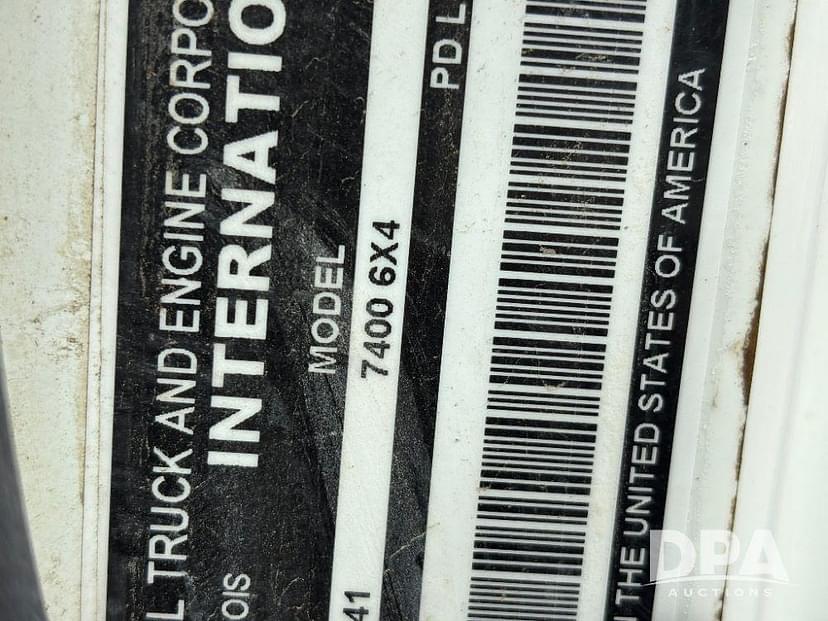 L TRUCK AND ENGINE CORPO
OIS
INTERNATIO
MODEL
41
7400 6X4
PD L
N THE UNITED STATES OF AMERICA
DPA
AUCTIONS